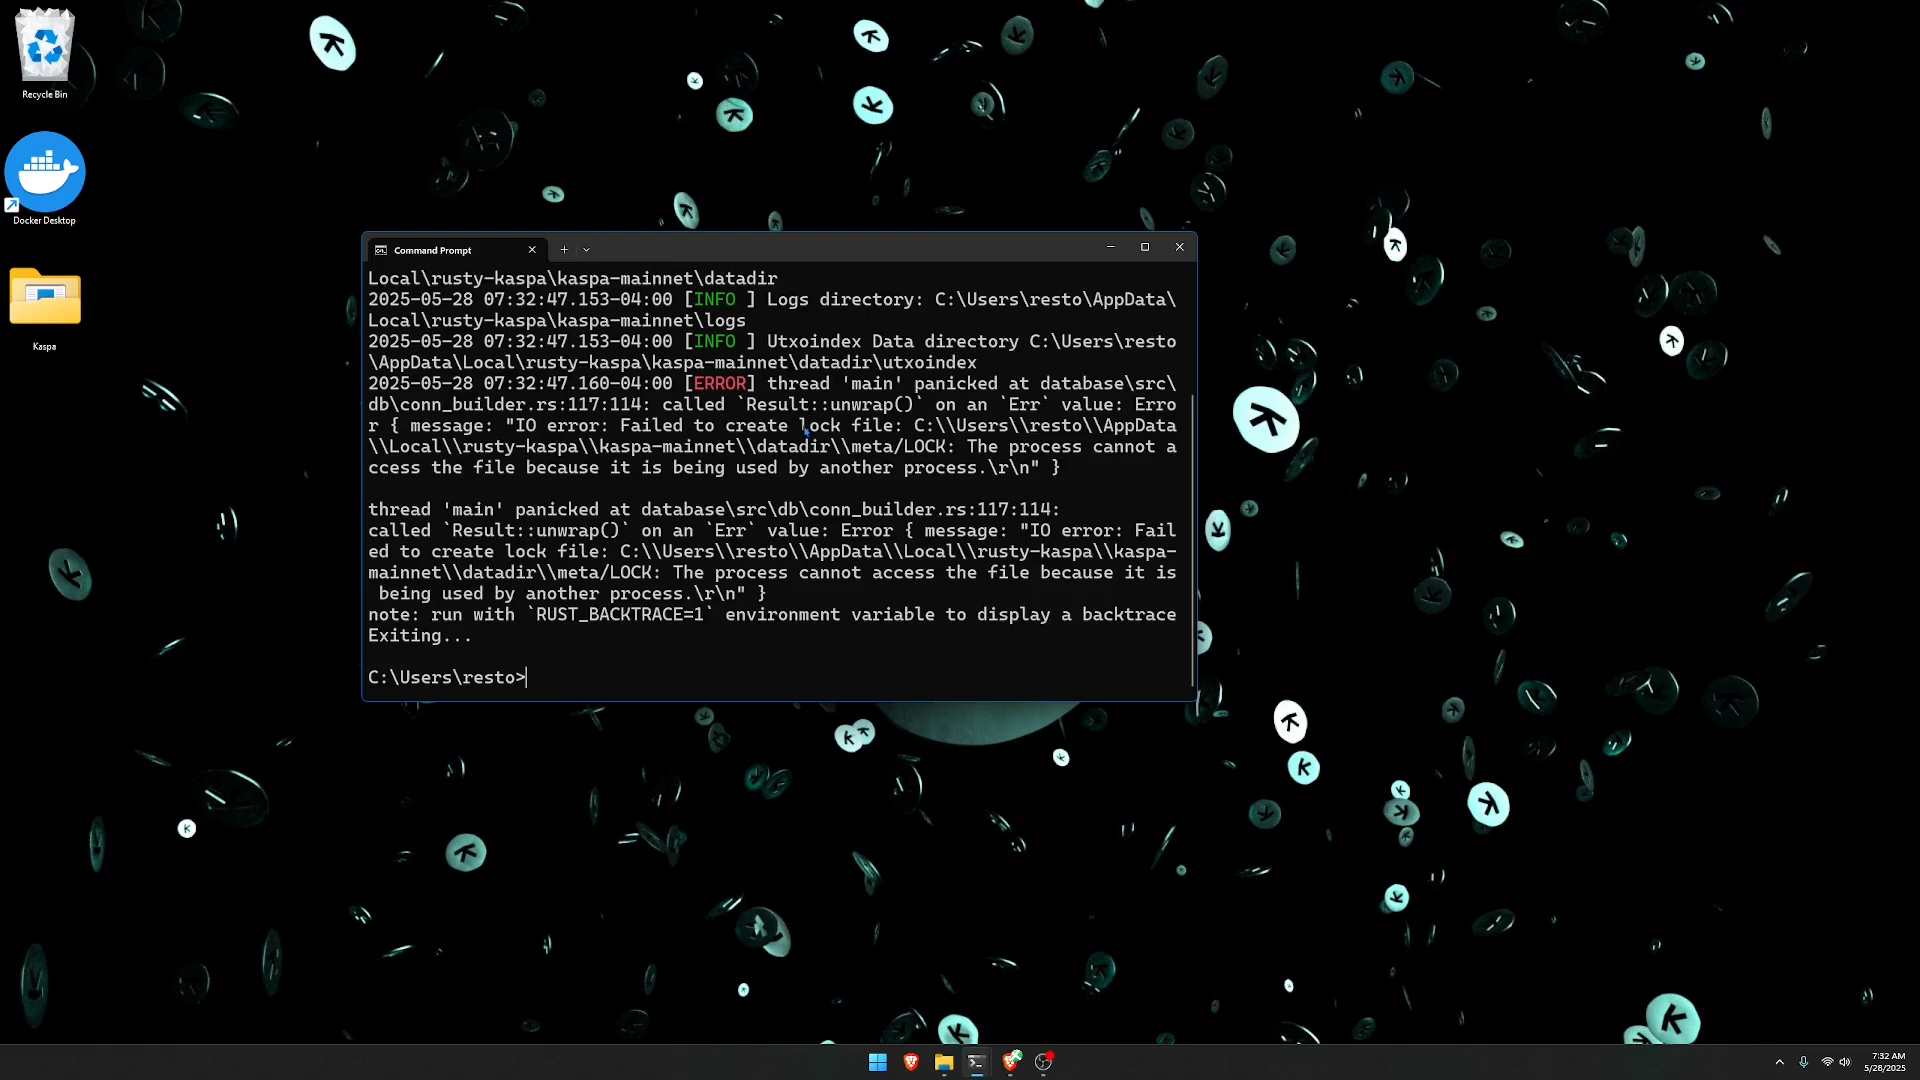 Recycle Bin
Docker Desktop
Kaspa
Command Prompt
Local\rusty-kaspa\kaspa-mainnet\datadir
2025-05-28 07:32:47.153-04:00 [INFO ] Logs directory: C:\Users\resto\AppData\
Local\rusty-kaspa\kaspa-mainnet\logs
2025-05-28 07:32:47.153-04:00 [INFO ] Utxoindex Data directory C:\Users\resto
\AppData\Local\rusty-kaspa\kaspa-mainnet\datadir\utxoindex
2025-05-28 07:32:47.160-04:00 [ERROR] thread 'main' panicked at database\src\
db\conn_builder.rs:117:114: called `Result::unwrap()` on an `Err` value: Erro
r { message: "IO error: Failed to create lock file: C:\\Users\\resto\\AppData
\\Local\\rusty-kaspa\\kaspa-mainnet\\datadir\\meta/LOCK: The process cannot a
ccess the file because it is being used by another process.\r\n" }
thread 'main' panicked at database\src\db\conn_builder.rs:117:114:
called `Result::unwrap()` on an `Err` value: Error { message: "IO error: Fail
ed to create lock file: C:\\Users\\resto\\AppData\\Local\\rusty-kaspa\\kaspa-
mainnet\\datadir\\meta/LOCK: The process cannot access the file because it is
 being used by another process.\r\n" }
note: run with `RUST_BACKTRACE=1` environment variable to display a backtrace
Exiting...
C:\Users\resto>
7:32 AM
5/28/2025